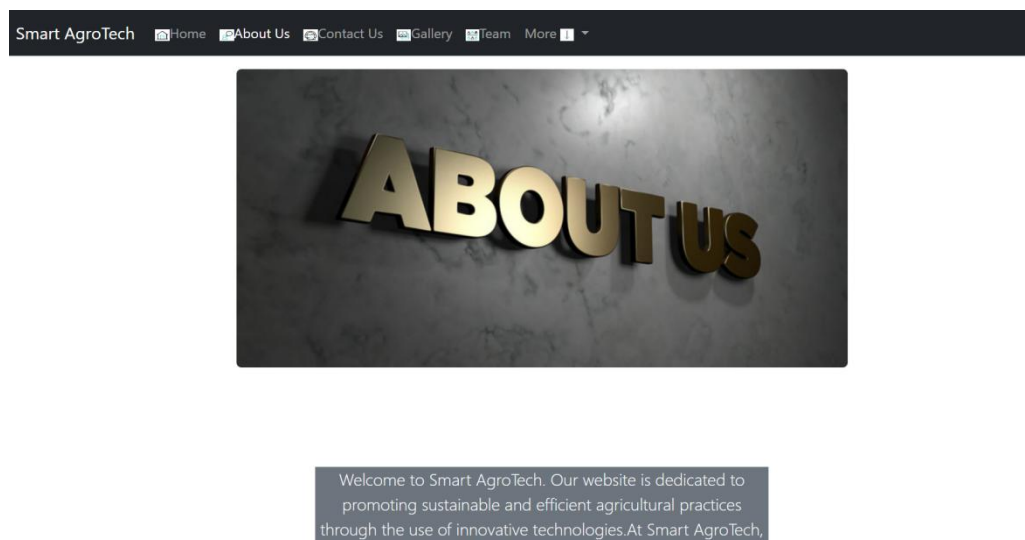 Smart AgroTech Home About Us Contact Us Gallery Team More
ABOUT US
Welcome to Smart AgroTech. Our website is dedicated to
promoting sustainable and efficient agricultural practices
through the use of innovative technologies.At Smart AgroTech,